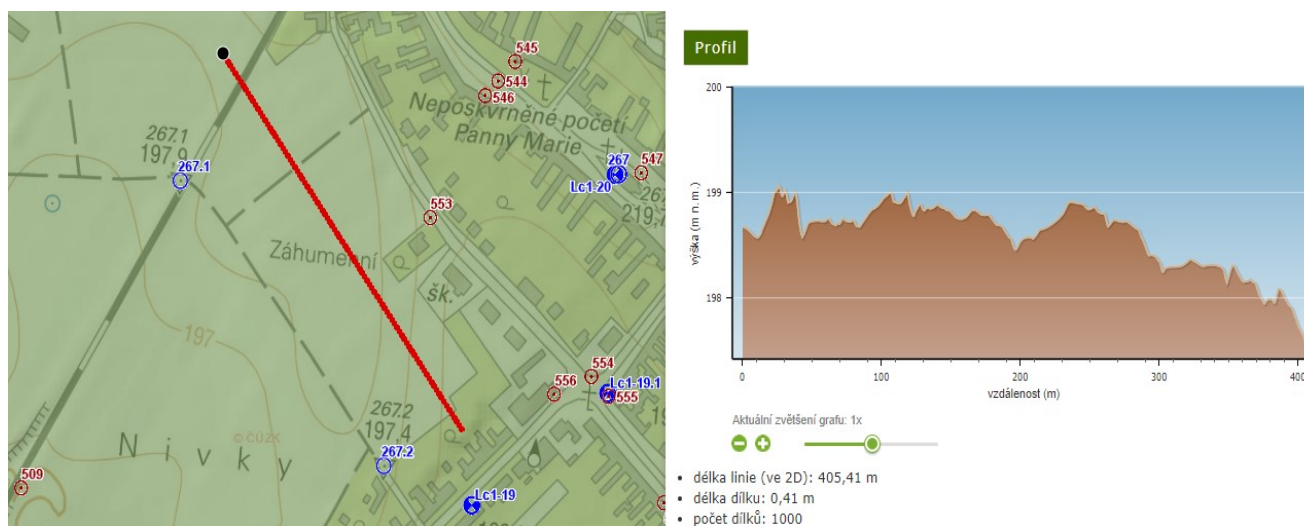 545
544
546
Neposkvrněné početí
Panny Marie
267.1
197,9
267.1
267
547
Lc1-20
219,
553
Záhumenní
šk.
197
554
Lc1-19.1
556
555
267.2
197,4
© ČÚZK
Nivky
267.2
509
Lc1-19
Profil
200
199
198
výška (m n. m.)
0
100
200
300
400
vzdálenost (m)
Aktuální zvětšení grafu: 1x
• délka linie (ve 2D): 405,41 m
• délka dílku: 0,41 m
• počet dílků: 1000